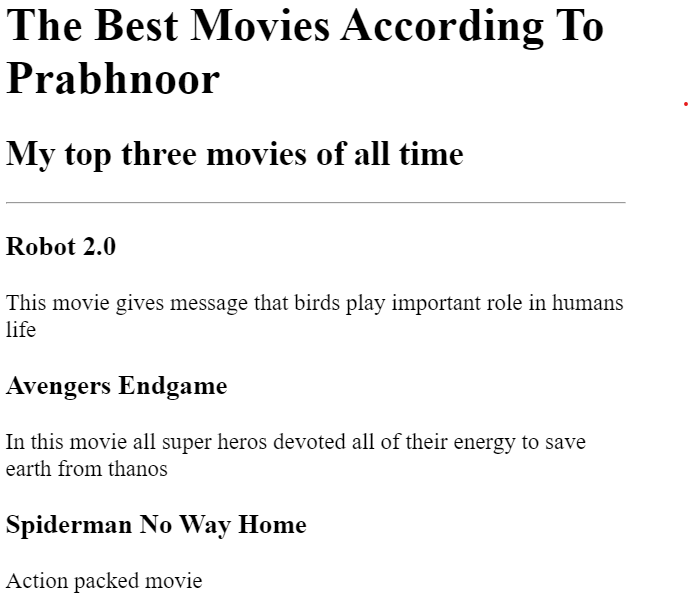 The Best Movies According To
Prabhnoor
My top three movies of all time
Robot 2.0
This movie gives message that birds play important role in humans
life
Avengers Endgame
In this movie all super heros devoted all of their energy to save
earth from thanos
Spiderman No Way Home
Action packed movie